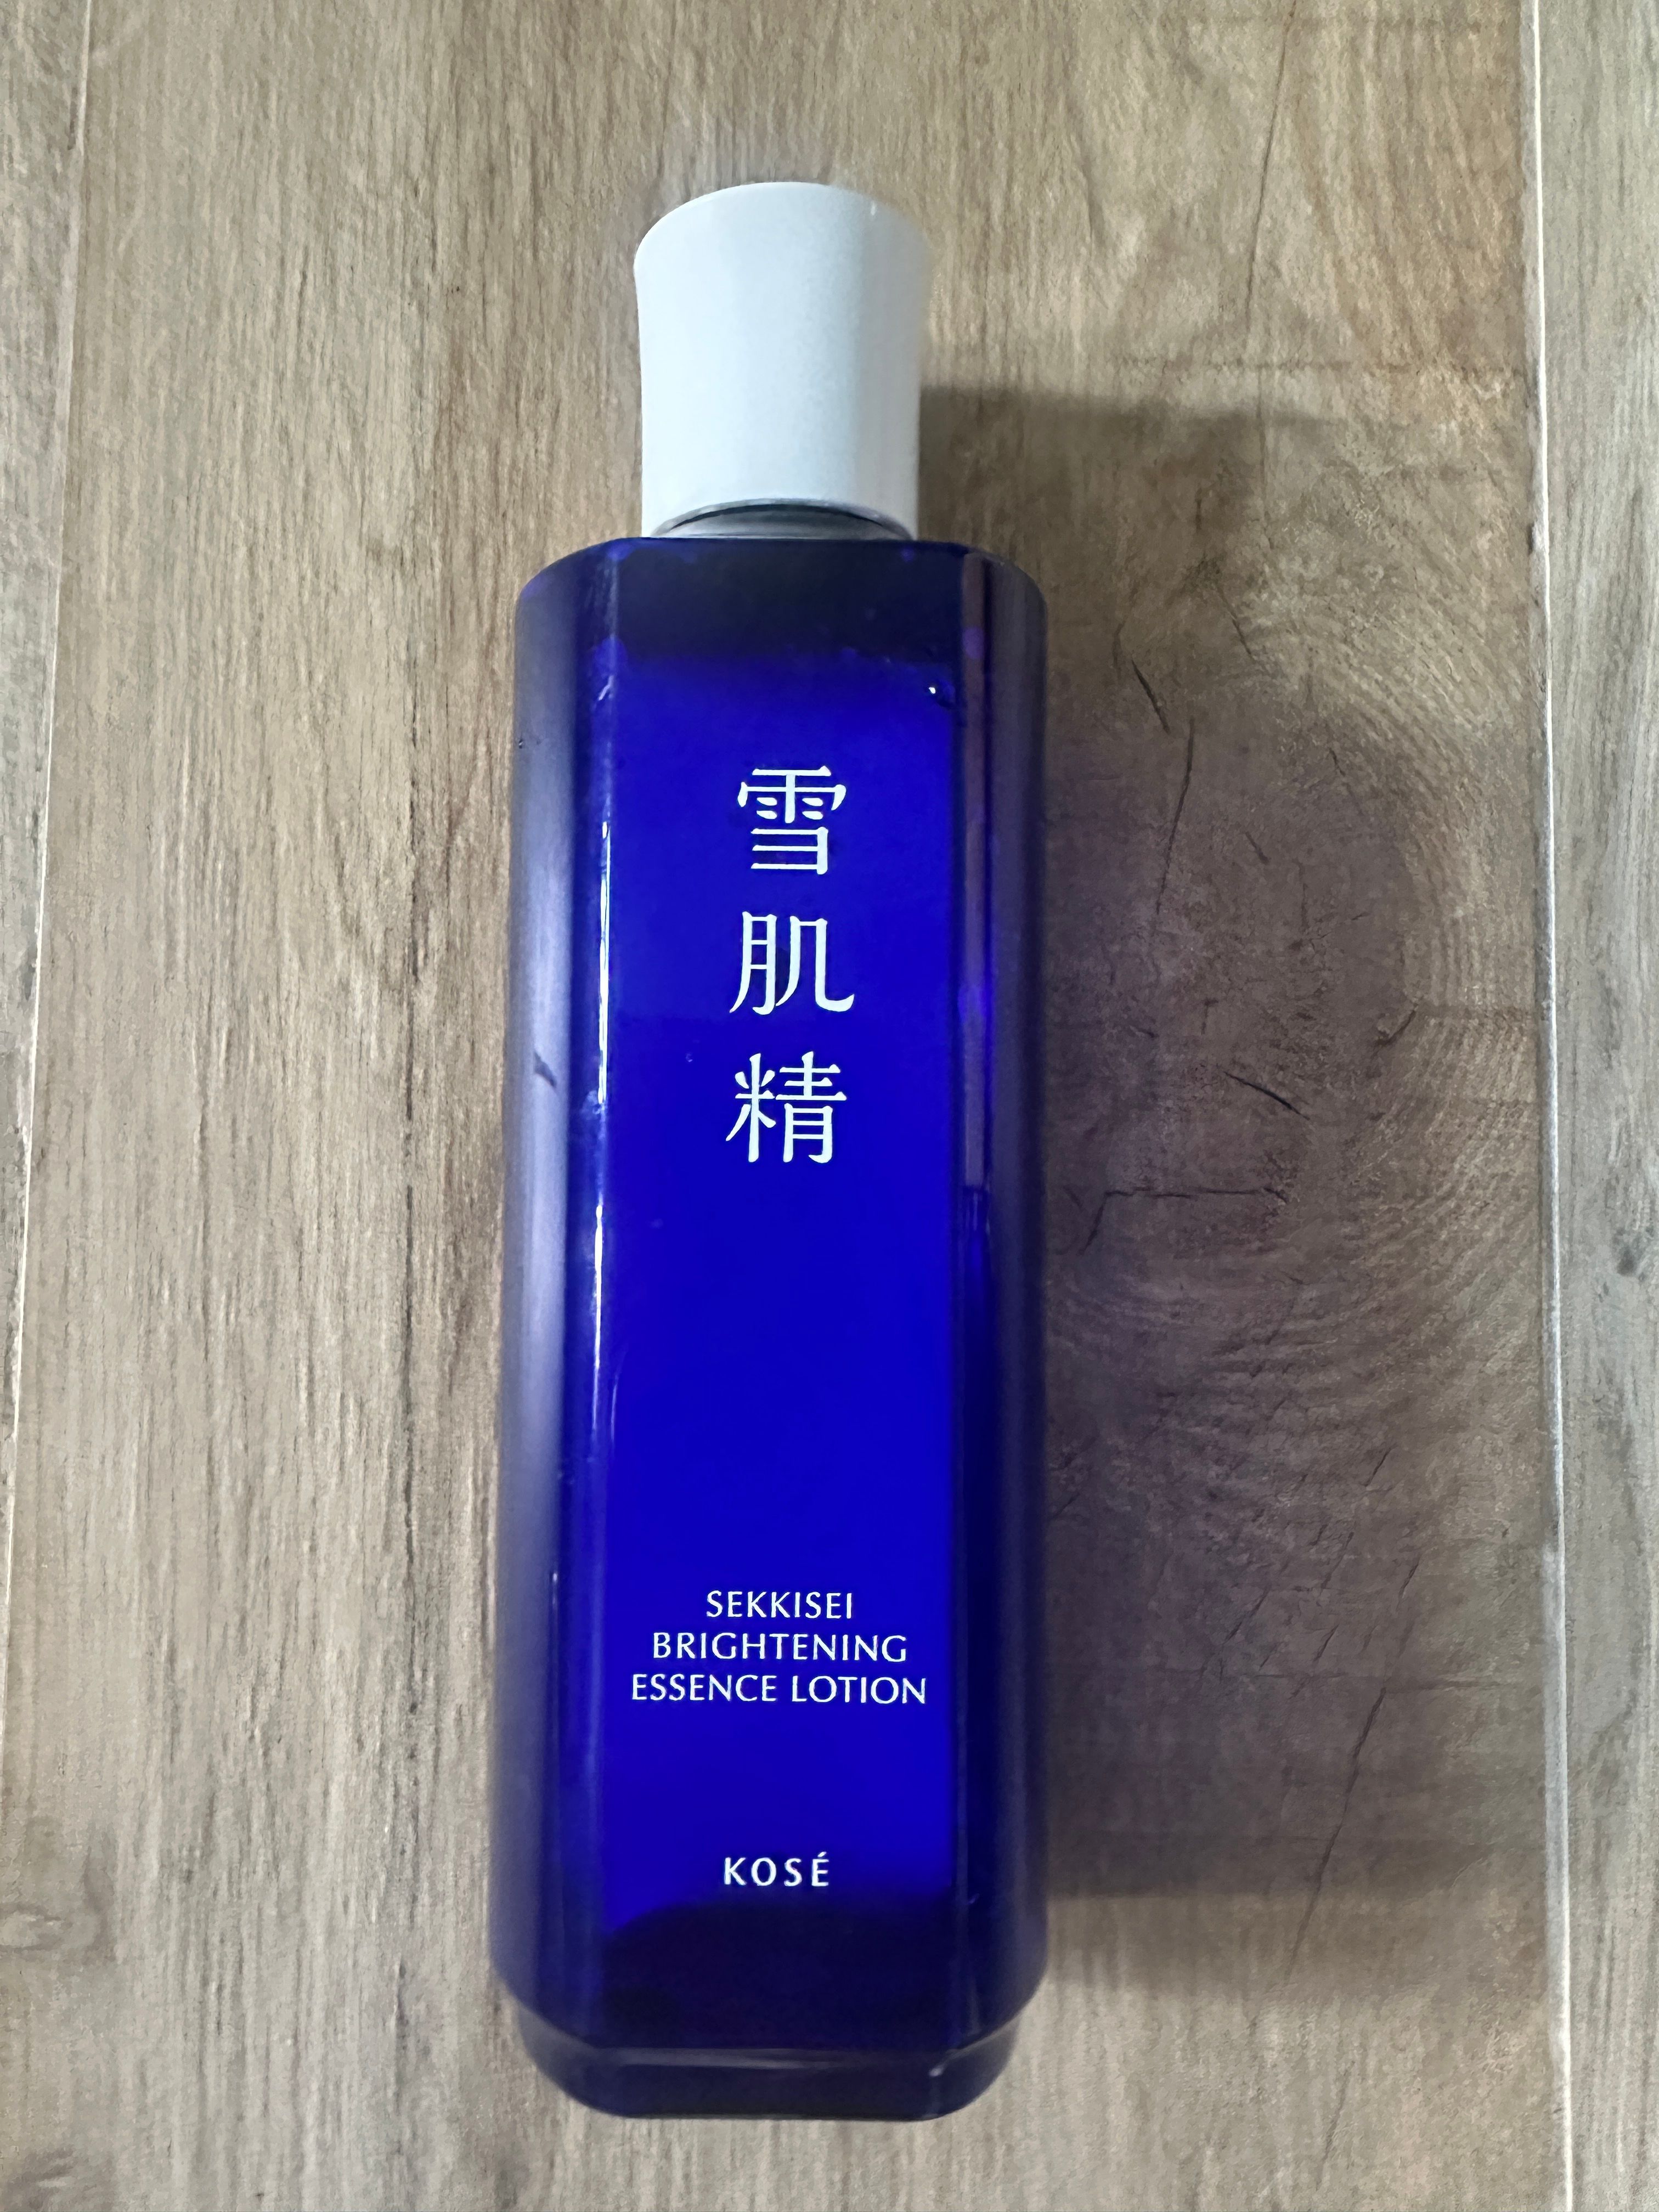 雪肌精
SEKKISEI
BRIGHTENING
ESSENCE LOTION
KOSÉ